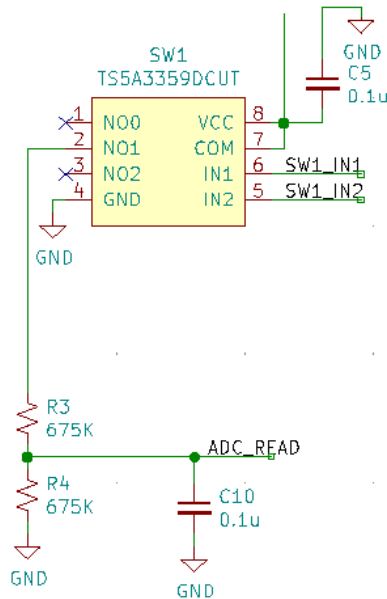 GND
SW1
TS5A3359DCUT
C5
0.1u
1 NO0 VCC 8
2 NO1 COM 7
3 NO2 IN1 6 SW1_IN1
4 GND IN2 5 SW1_IN2
GND
R3
675K
ADC_READ
R4
675K
C10
0.1u
GND
GND